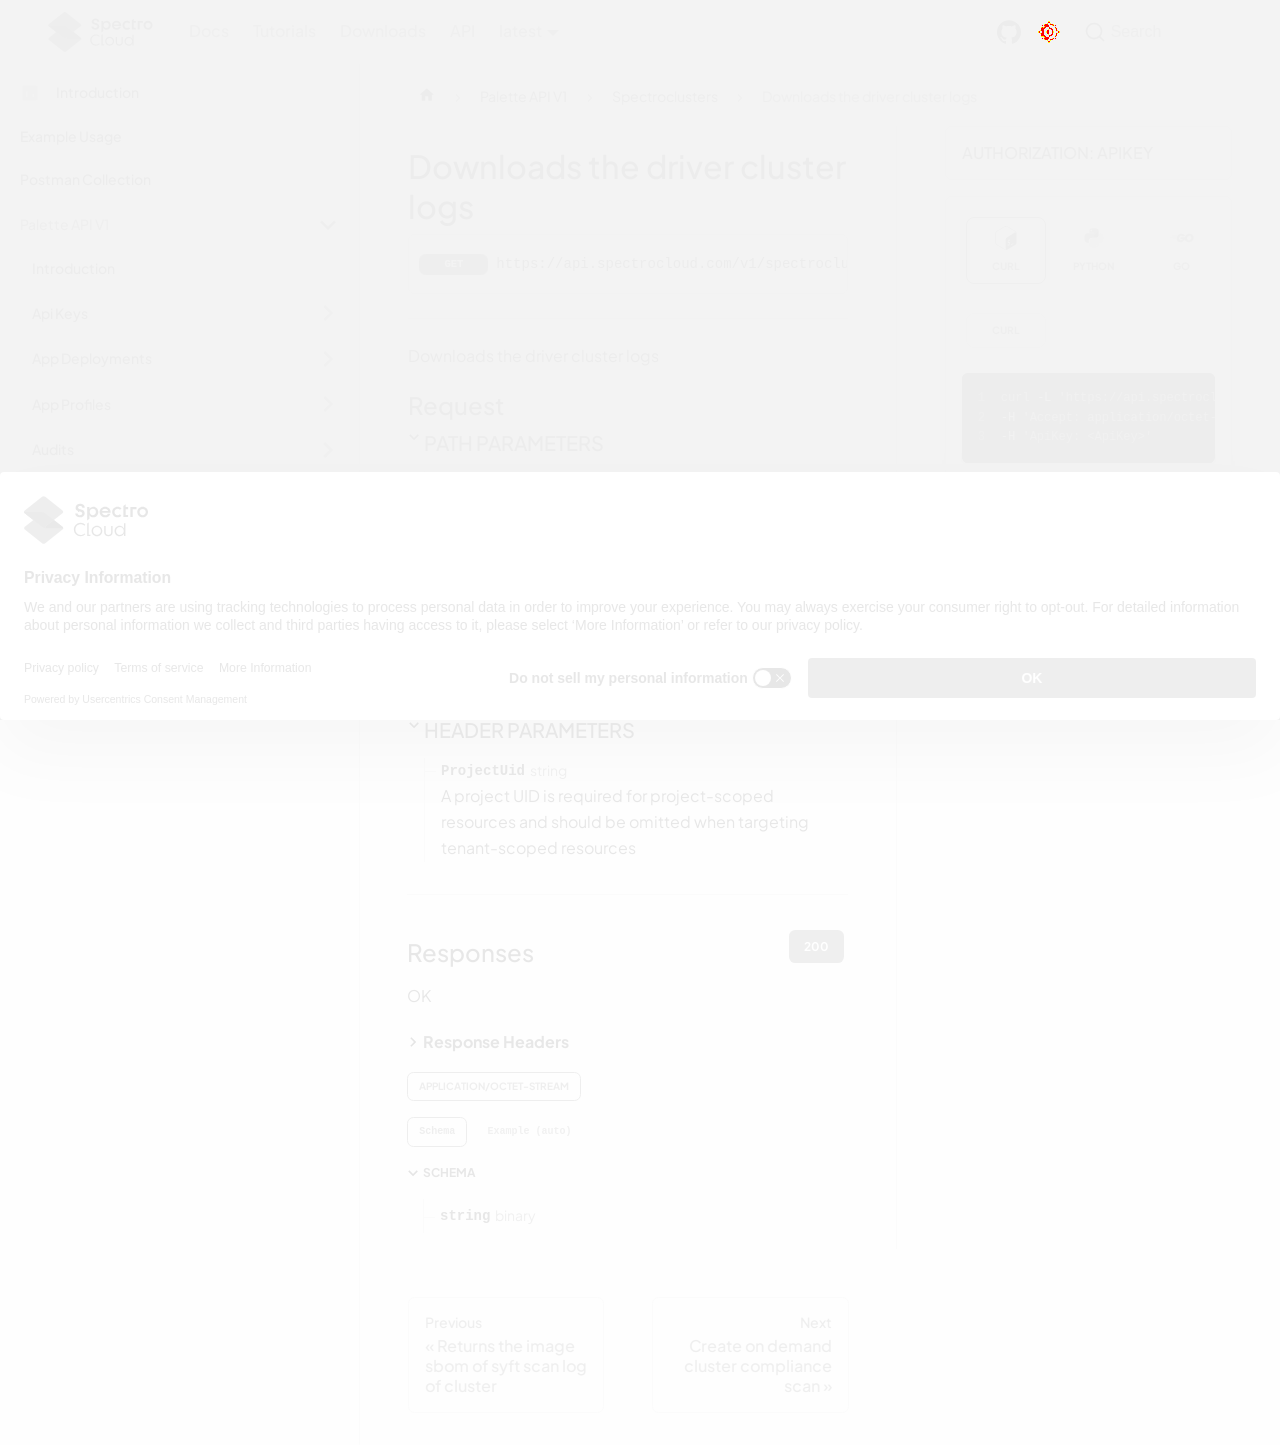 Spectro
Cloud
Docs
Tutorials
Downloads
API
latest
Search
Introduction
Example Usage
Postman Collection
Palette API V1
Introduction
Api Keys
App Deployments
App Profiles
Audits
Palette API V1
Spectroclusters
Downloads the driver cluster logs
Downloads the driver cluster
logs
GET
https://api.spectrocloud.com/v1/spectroclu
Downloads the driver cluster logs
Request
PATH PARAMETERS
AUTHORIZATION: APIKEY
CURL
PYTHON
GO
CURL
Spectro
Cloud
Privacy Information
We and our partners are using tracking technologies to process personal data in order to improve your experience. You may always exercise your consumer right to opt-out. For detailed information
about personal information we collect and third parties having access to it, please select 'More Information' or refer to our privacy policy.
Privacy policy
Terms of service
More Information
Powered by Usercentrics Consent Management
Do not sell my personal information
OK
HEADER PARAMETERS
ProjectUid string
A project UID is required for project-scoped
resources and should be omitted when targeting
tenant-scoped resources
Responses
200
OK
Response Headers
APPLICATION/OCTET-STREAM
Schema
Example (auto)
SCHEMA
string binary
Previous
« Returns the image
sbom of syft scan log
of cluster
Next
Create on demand
cluster compliance
scan »